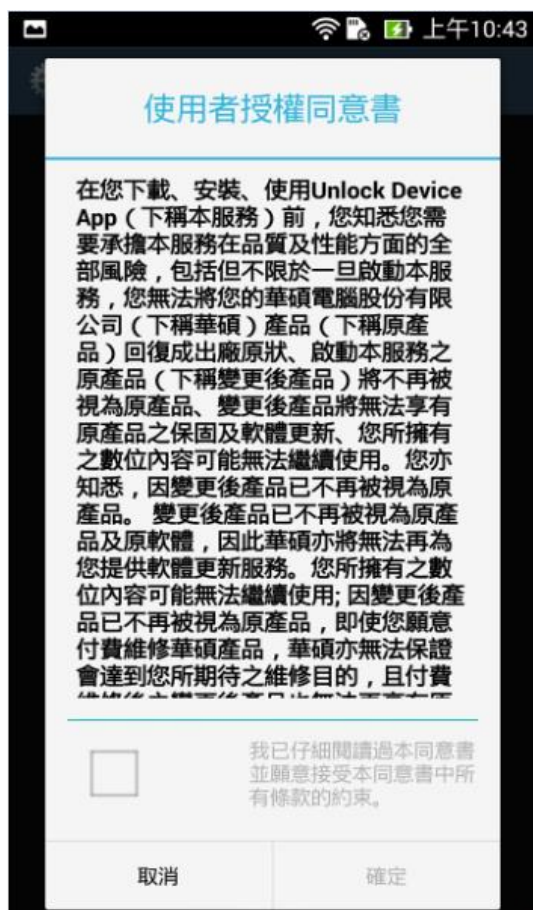 上午10:43
使用者授權同意書
在您下載、安裝、使用Unlock Device
App（下稱本服務）前，您知悉您需
要承擔本服務在品質及性能方面的全
部風險，包括但不限於一旦啟動本服
務，您無法將您的華碩電腦股份有限
公司（下稱華碩）產品（下稱原產
品）回復成出廠原狀、啟動本服務之
原產品（下稱變更後產品）將不再被
視為原產品、變更後產品將無法享有
原產品之保固及軟體更新、您所擁有
之數位內容可能無法繼續使用。您亦
知悉，因變更後產品已不再被視為原
產品。 變更後產品已不再被視為原產
品及原軟體，因此華碩亦將無法再為
您提供軟體更新服務。您所擁有之數
位內容可能無法繼續使用; 因變更後產
品已不再被視為原產品，即使您願意
付費維修華碩產品，華碩亦無法保證
會達到您所期待之維修目的，且付費
我已仔細閱讀過本同意書
並願意接受本同意書中所
有條款的約束。
取消
確定